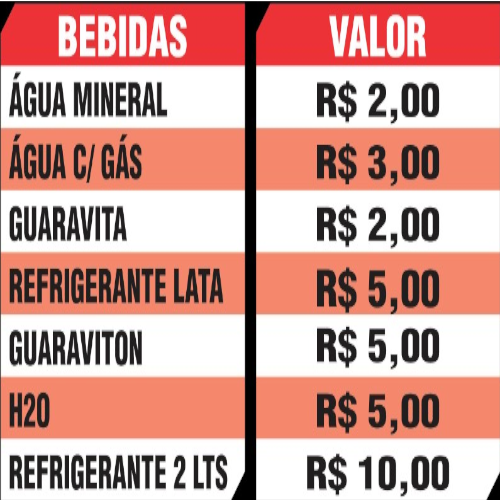 BEBIDAS VALOR
ÁGUA MINERAL R$ 2,00
ÁGUA C/ GÁS R$ 3,00
GUARAVITA R$ 2,00
REFRIGERANTE LATA R$ 5,00
GUARAVITON R$ 5,00
H20 R$ 5,00
REFRIGERANTE 2 LTS R$ 10,00